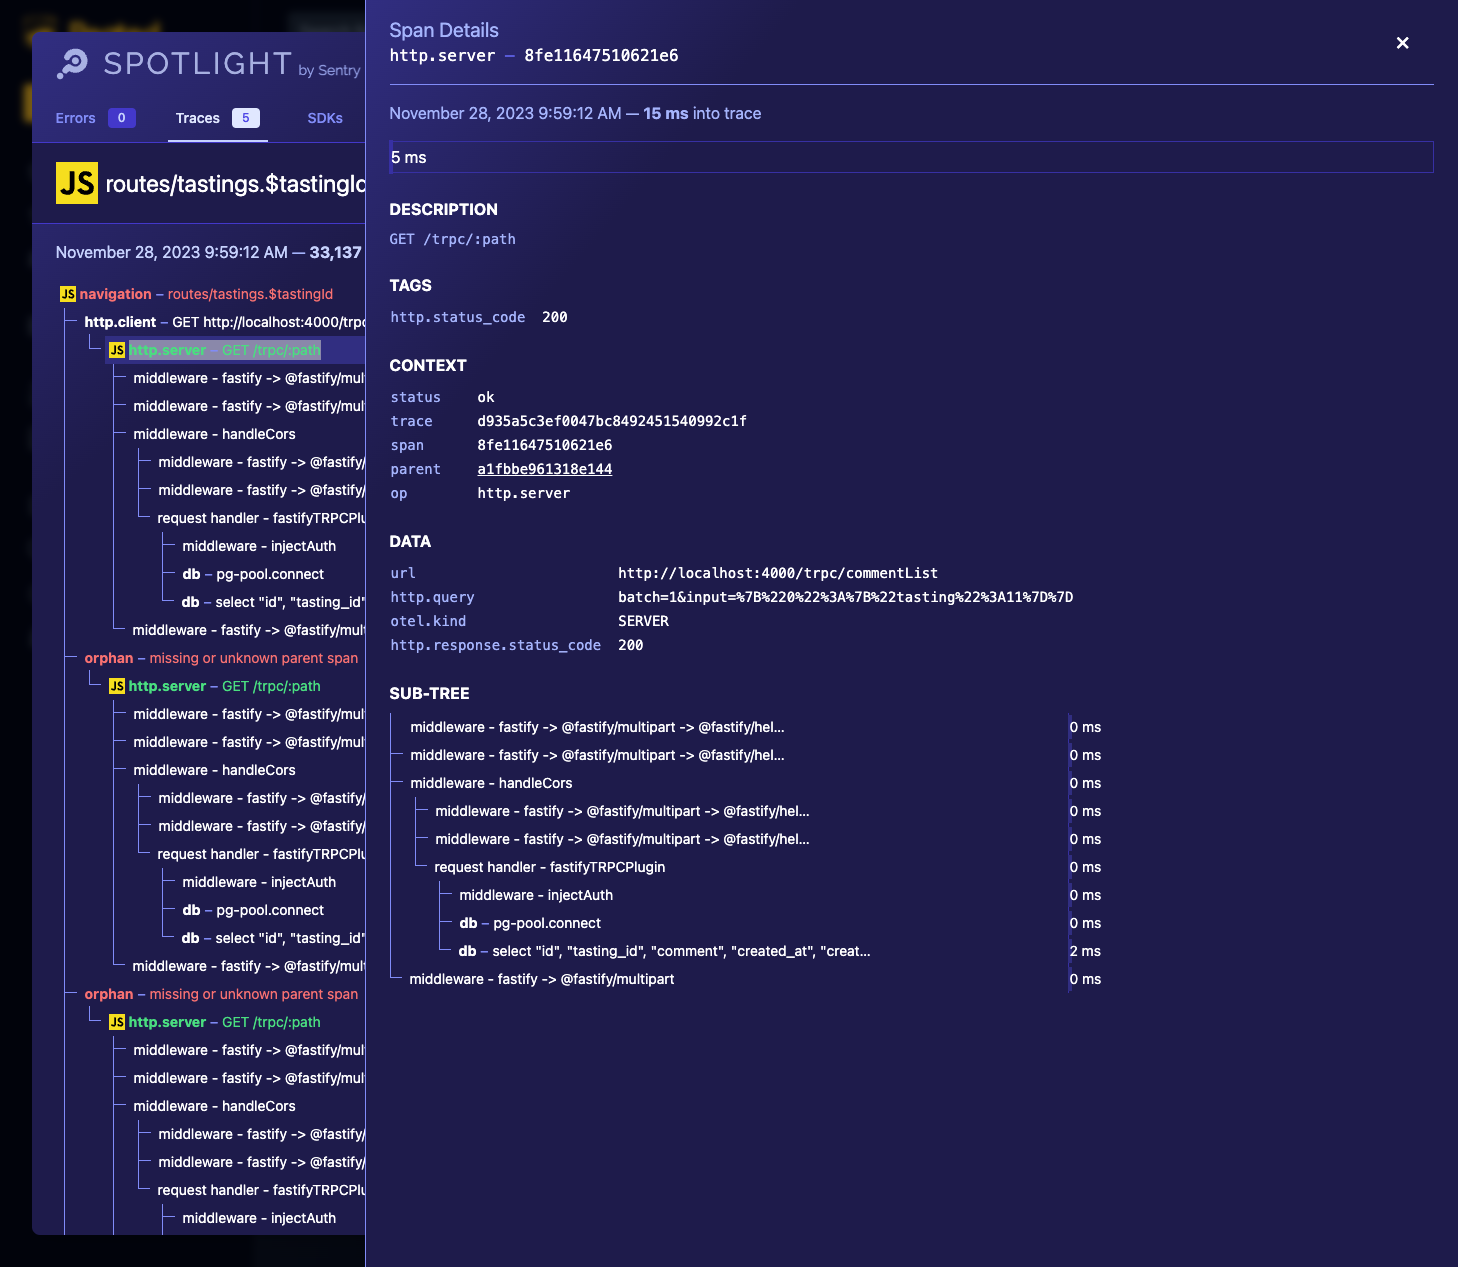 SPOTLIGHT by Sentry
Errors 0 Traces 5 SDKs
JS routes/tastings.$tastingId
November 28, 2023 9:59:12 AM — 33,137
JS navigation – routes/tastings.$tastingId
http.client – GET http://localhost:4000/trpc
JS http.server – GET /trpc/:path
middleware - fastify -> @fastify/mul
middleware - fastify -> @fastify/mul
middleware - handleCors
middleware - fastify -> @fastify/
middleware - fastify -> @fastify/
request handler - fastifyTRPCPlu
middleware - injectAuth
db – pg-pool.connect
db – select "id", "tasting_id"
middleware - fastify -> @fastify/mul
orphan – missing or unknown parent span
JS http.server – GET /trpc/:path
middleware - fastify -> @fastify/mul
middleware - fastify -> @fastify/mul
middleware - handleCors
middleware - fastify -> @fastify/
middleware - fastify -> @fastify/
request handler - fastifyTRPCPlu
middleware - injectAuth
db – pg-pool.connect
db – select "id", "tasting_id"
middleware - fastify -> @fastify/mul
orphan – missing or unknown parent span
JS http.server – GET /trpc/:path
middleware - fastify -> @fastify/mul
middleware - fastify -> @fastify/mul
middleware - handleCors
middleware - fastify -> @fastify/
middleware - fastify -> @fastify/
request handler - fastifyTRPCPlu
middleware - injectAuth
Span Details
http.server – 8fe11647510621e6
×
November 28, 2023 9:59:12 AM — 15 ms into trace
5 ms
DESCRIPTION
GET /trpc/:path
TAGS
http.status_code 200
CONTEXT
status ok
trace d935a5c3ef0047bc8492451540992c1f
span 8fe11647510621e6
parent a1fbbe961318e144
op http.server
DATA
url http://localhost:4000/trpc/commentList
http.query batch=1&input=%7B%220%22%3A%7B%22tasting%22%3A11%7D%7D
otel.kind SERVER
http.response.status_code 200
SUB-TREE
middleware - fastify -> @fastify/multipart -> @fastify/hel... 0 ms
middleware - fastify -> @fastify/multipart -> @fastify/hel... 0 ms
middleware - handleCors 0 ms
middleware - fastify -> @fastify/multipart -> @fastify/hel... 0 ms
middleware - fastify -> @fastify/multipart -> @fastify/hel... 0 ms
request handler - fastifyTRPCPlugin 0 ms
middleware - injectAuth 0 ms
db – pg-pool.connect 0 ms
db – select "id", "tasting_id", "comment", "created_at", "creat... 2 ms
middleware - fastify -> @fastify/multipart 0 ms